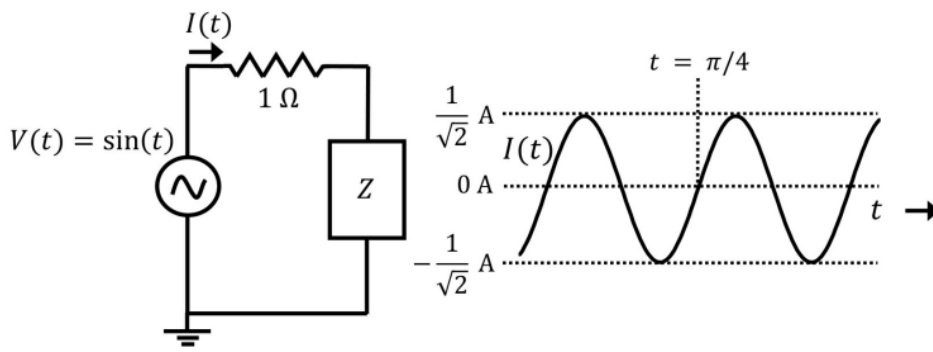 I(t)
1 Ω
V(t) = sin(t)
Z
t = π/4
1/√2 A
I(t)
0 A
t
−1/√2 A